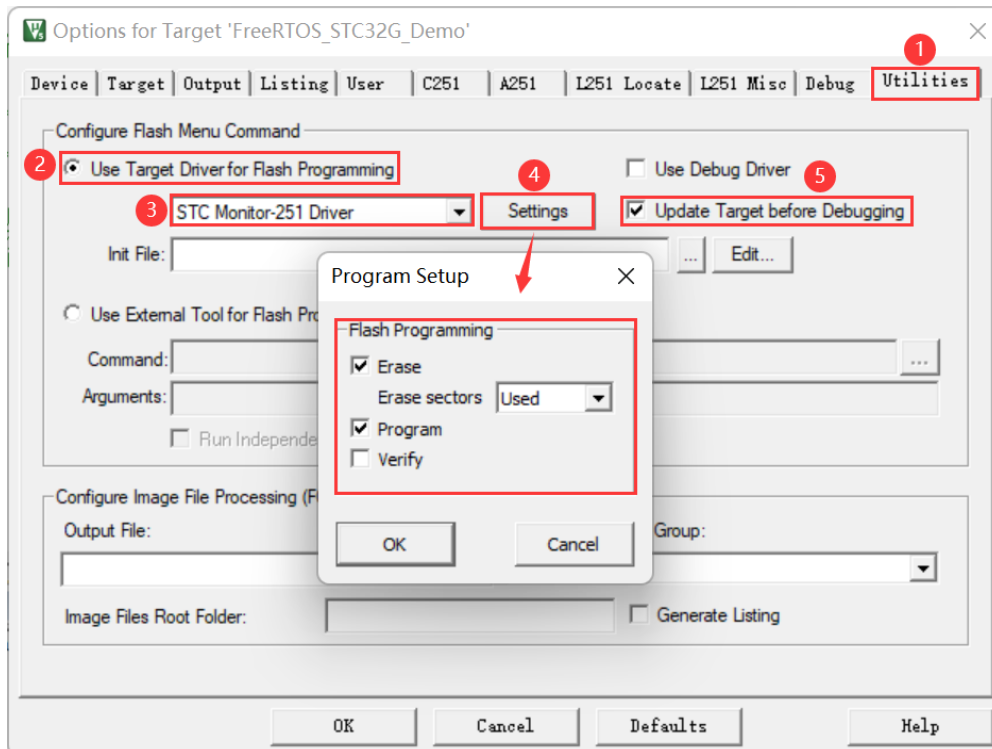 Options for Target 'FreeRTOS_STC32G_Demo'
1
Device Target Output Listing User C251 A251 L251 Locate L251 Misc Debug Utilities
Configure Flash Menu Command
2 Use Target Driver for Flash Programming
4
Use Debug Driver
5
3 STC Monitor-251 Driver Settings Update Target before Debugging
Init File: ... Edit...
Program Setup
Use External Tool for Flash Pro
Flash Programming
Command: ...
Erase
Arguments:
Erase sectors Used
Run Independe
Program
Verify
Configure Image File Processing (F
Output File: Group:
OK Cancel
Image Files Root Folder: Generate Listing
OK Cancel Defaults Help